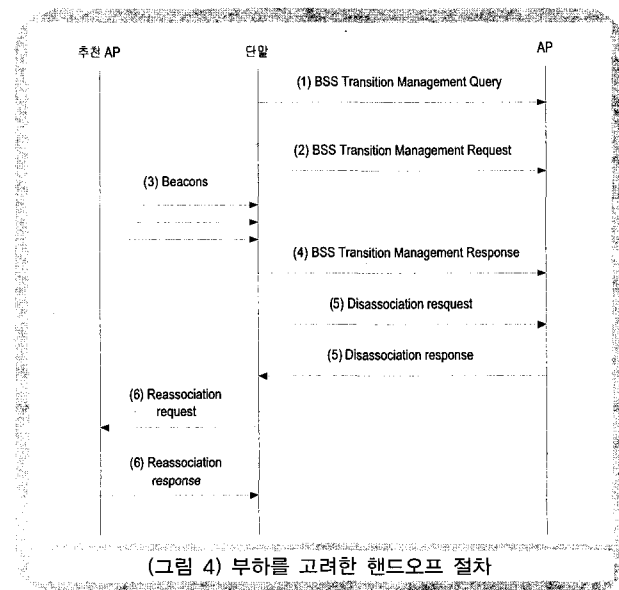 추천 AP
단말
AP
(1) BSS Transition Management Query
(2) BSS Transition Management Request
(3) Beacons
(4) BSS Transition Management Response
(5) Disassociation resquest
(5) Disassociation response
(6) Reassociation
request
(6) Reassociation
response
(그림 4) 부하를 고려한 핸드오프 절차